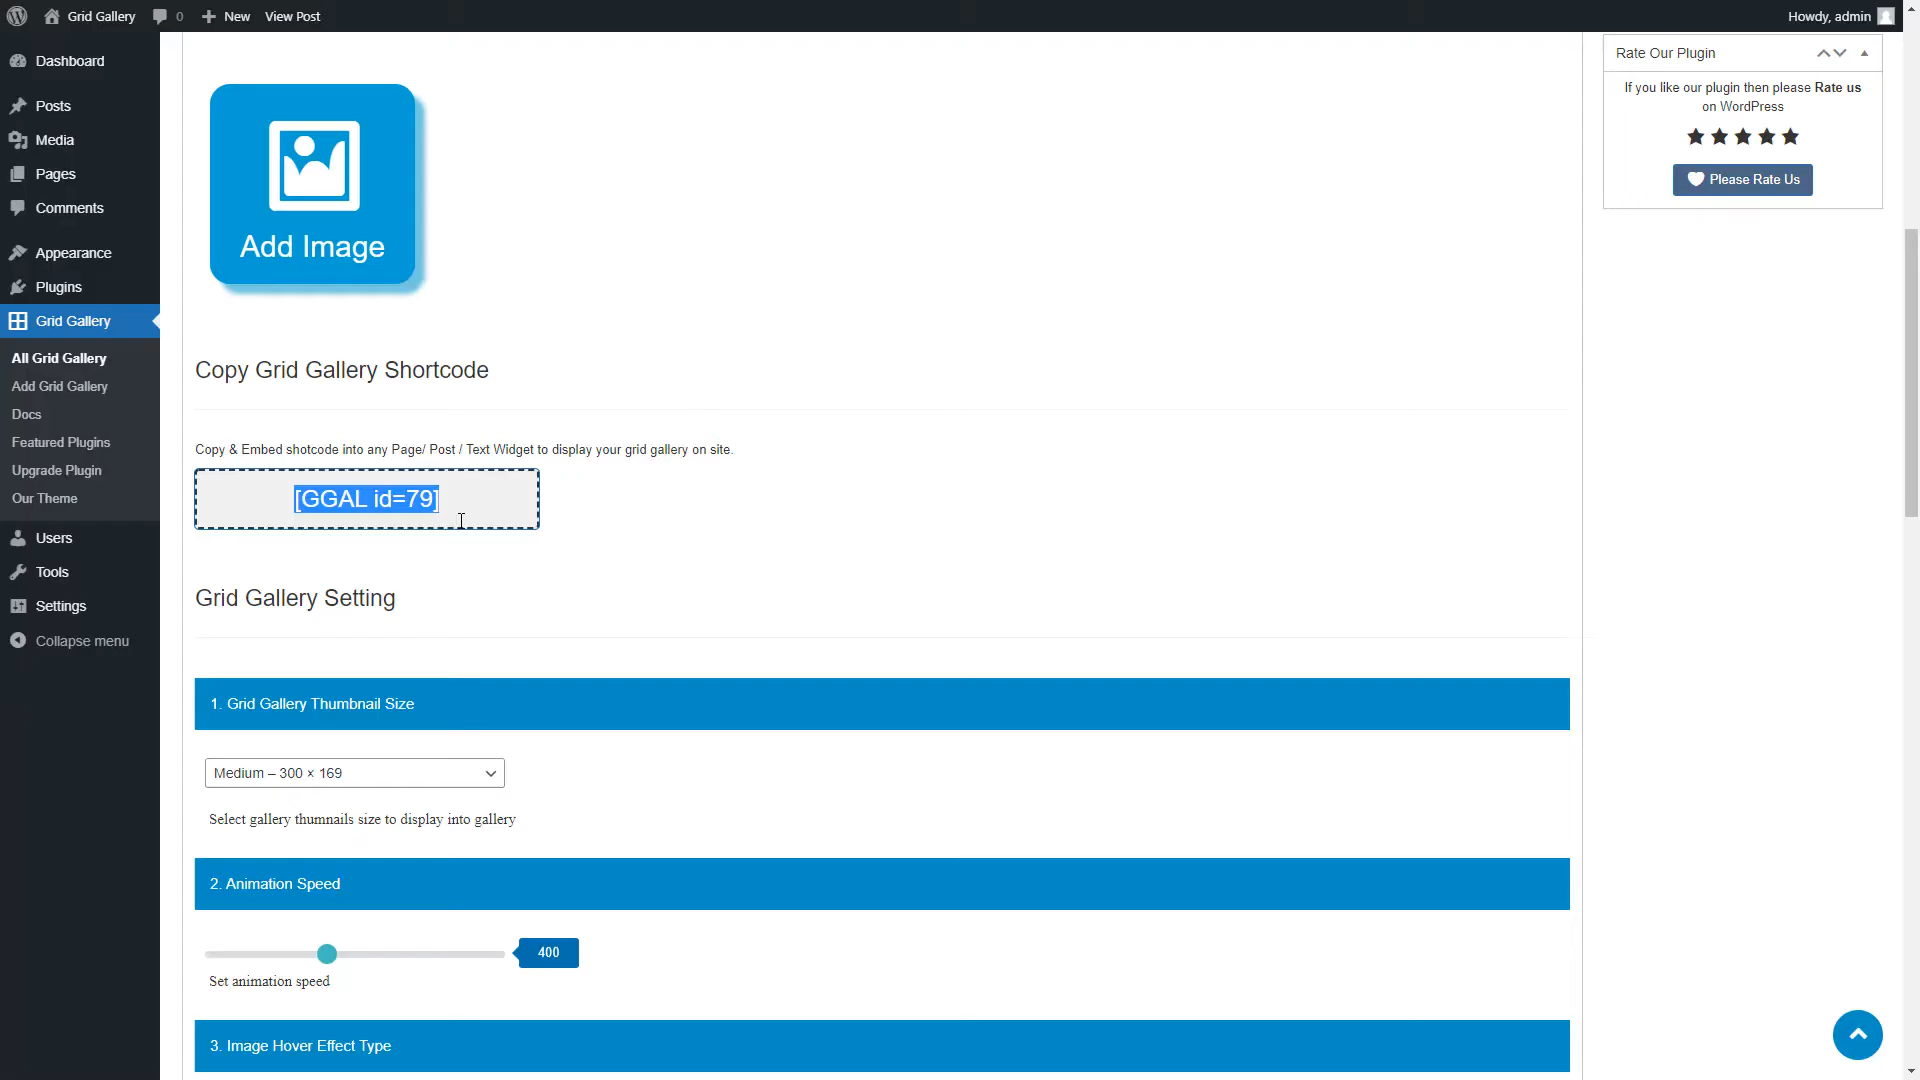 Grid Gallery
0
New
View Post
Howdy, admin
Dashboard
Posts
Media
Pages
Comments
Appearance
Plugins
Grid Gallery
All Grid Gallery
Add Grid Gallery
Docs
Featured Plugins
Upgrade Plugin
Our Theme
Users
Tools
Settings
Collapse menu
Add Image
Copy Grid Gallery Shortcode
Copy & Embed shotcode into any Page/ Post / Text Widget to display your grid gallery on site.
[GGAL id=79]
Grid Gallery Setting
1. Grid Gallery Thumbnail Size
Medium – 300 × 169
Select gallery thumnails size to display into gallery
2. Animation Speed
400
Set animation speed
3. Image Hover Effect Type
Rate Our Plugin
If you like our plugin then please Rate us
on WordPress
Please Rate Us